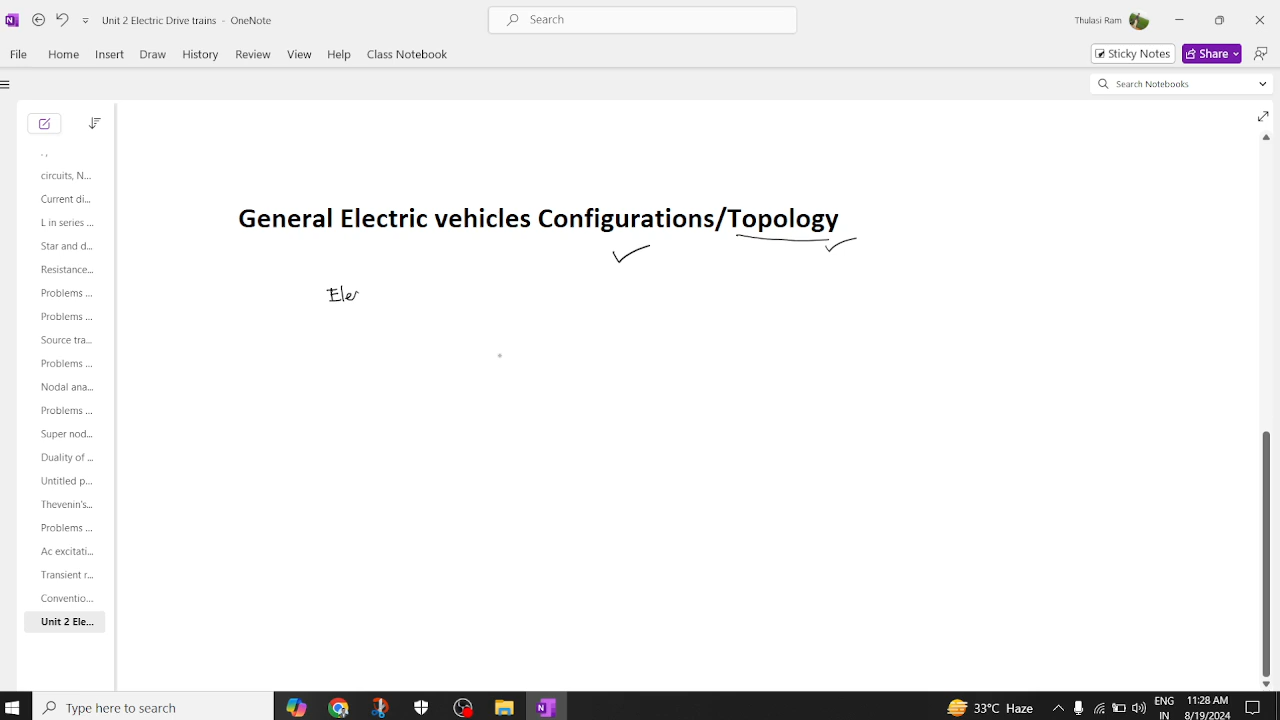 Unit 2 Electric Drive trains - OneNote
Search
Thulasi Ram
File Home Insert Draw History Review View Help Class Notebook
Sticky Notes
Share
Search Notebooks
. ,
circuits, N...
Current di...
L in series ...
Star and d...
Resistance...
Problems ...
Problems ...
Source tra...
Problems ...
Nodal ana...
Problems ...
Super nod...
Duality of ...
Untitled p...
Thevenin's...
Problems ...
Ac excitati...
Transient r...
Conventio...
Unit 2 Ele...
General Electric vehicles Configurations/Topology
Ele
Type here to search
33°C Haze
ENG
IN
11:28 AM
8/19/2024